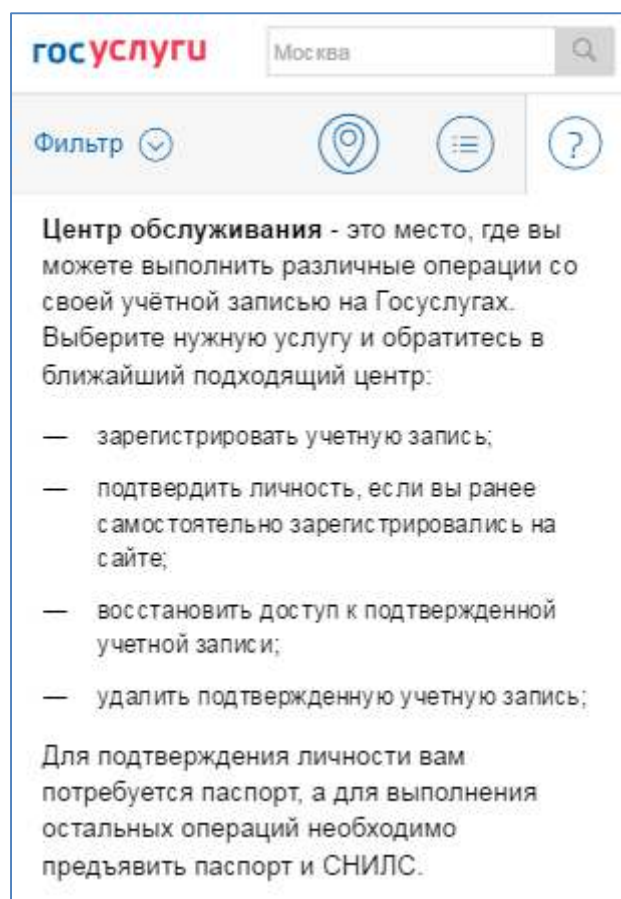 госуслуги
Москва
Фильтр
?
Центр обслуживания - это место, где вы
можете выполнить различные операции со
своей учётной записью на Госуслугах.
Выберите нужную услугу и обратитесь в
ближайший подходящий центр:
— зарегистрировать учетную запись;
— подтвердить личность, если вы ранее
самостоятельно зарегистрировались на
сайте;
— восстановить доступ к подтвержденной
учетной записи;
— удалить подтвержденную учетную запись;
Для подтверждения личности вам
потребуется паспорт, а для выполнения
остальных операций необходимо
предъявить паспорт и СНИЛС.